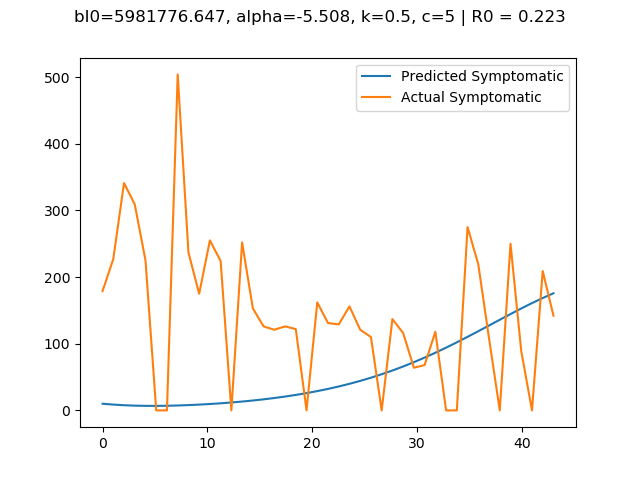 bI0=5981776.647, alpha=-5.508, k=0.5, c=5 | R0 = 0.223
Predicted Symptomatic
Actual Symptomatic
500
400
300
200
100
0
0 10 20 30 40